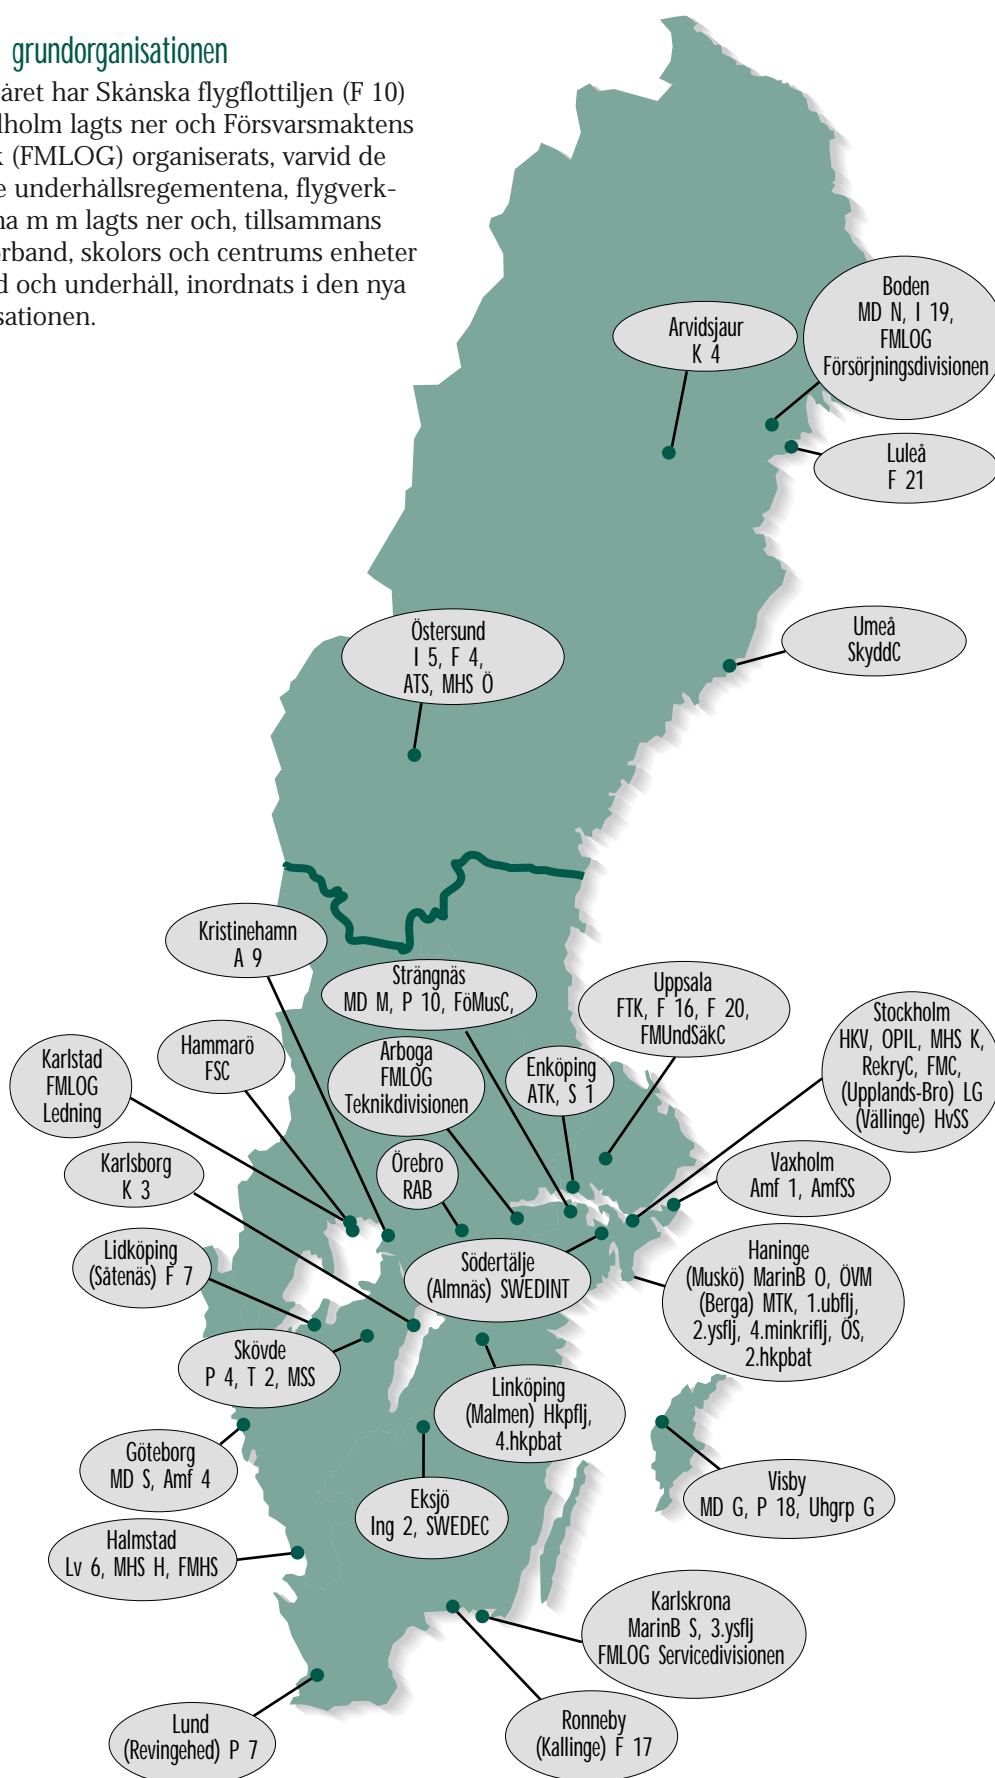 grundorganisationen
året har Skånska flygflottiljen (F 10)
lholm lagts ner och Försvarsmaktens
k (FMLOG) organiserats, varvid de
e underhållsregementena, flygverk-
na m m lagts ner och, tillsammans
örband, skolors och centrums enheter
d och underhåll, inordnats i den nya
sationen.
Boden
MD N, I 19,
FMLOG
Försörjningsdivisionen
Arvidsjaur
K 4
Luleå
F 21
Umeå
SkyddC
Östersund
I 5, F 4,
ATS, MHS Ö
Kristinehamn
A 9
Strängnäs
MD M, P 10, FöMusC,
Uppsala
FTK, F 16, F 20,
FMUndSäkC
Stockholm
HKV, OPIL, MHS K,
RekryC, FMC,
(Upplands-Bro) LG
(Vällinge) HvSS
Karlstad
FMLOG
Ledning
Hammarö
FSC
Arboga
FMLOG
Teknikdivisionen
Enköping
ATK, S 1
Karlsborg
K 3
Örebro
RAB
Vaxholm
Amf 1, AmfSS
Lidköping
(Såtenäs) F 7
Södertälje
(Almnäs) SWEDINT
Haninge
(Muskö) MarinB O, ÖVM
(Berga) MTK, 1.ubflj,
2.ysflj, 4.minkriflj, ÖS,
2.hkpbat
Skövde
P 4, T 2, MSS
Linköping
(Malmen) Hkpflj,
4.hkpbat
Göteborg
MD S, Amf 4
Visby
MD G, P 18, Uhgrp G
Eksjö
Ing 2, SWEDEC
Halmstad
Lv 6, MHS H, FMHS
Karlskrona
MarinB S, 3.ysflj
FMLOG Servicedivisionen
Lund
(Revingehed) P 7
Ronneby
(Kallinge) F 17